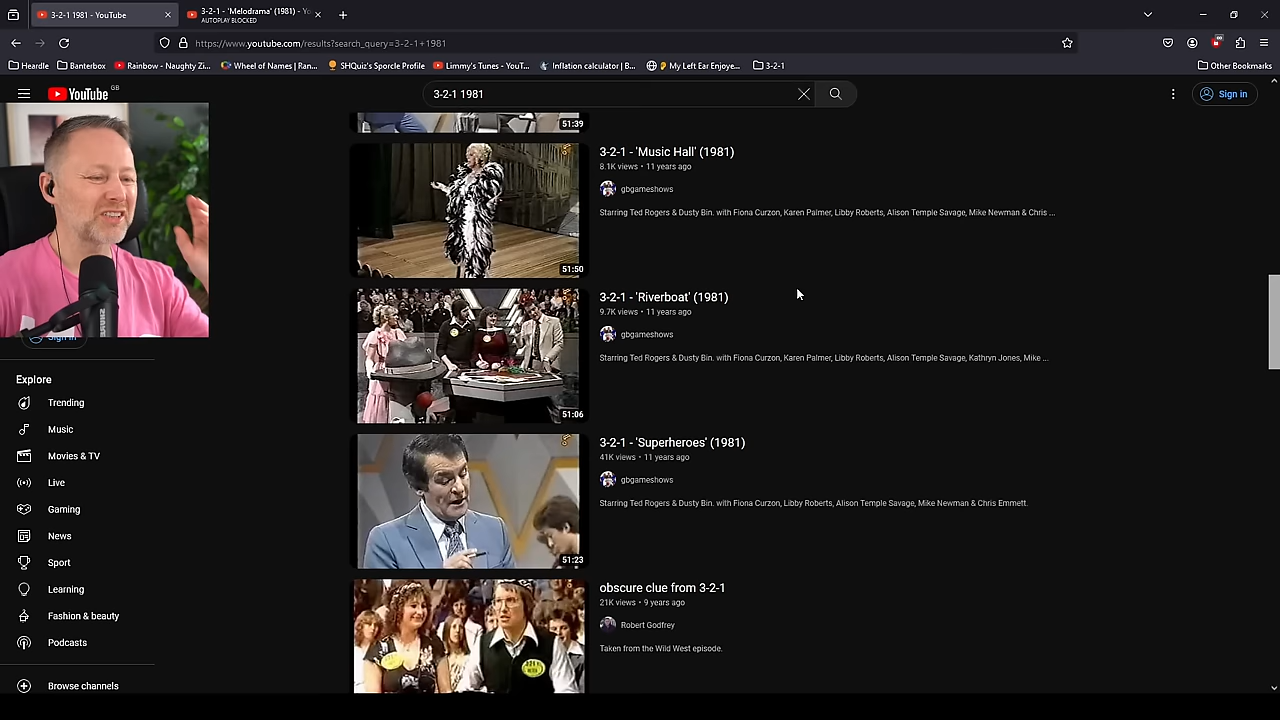 3-2-1 1981 - YouTube
3-2-1 - 'Melodrama' (1981) - Yo
AUTOPLAY BLOCKED
https://www.youtube.com/results?search_query=3-2-1+1981
Heardle
Banterbox
Rainbow - Naughty Zi...
Wheel of Names | Ran...
SHQuiz's Sporcle Profile
Limmy's Tunes - YouT...
Inflation calculator | B...
My Left Ear Enjoye...
3-2-1
Other Bookmarks
YouTube GB
3-2-1 1981
Sign in
51:39
3-2-1 - 'Music Hall' (1981)
8.1K views • 11 years ago
gbgameshows
Starring Ted Rogers & Dusty Bin. with Fiona Curzon, Karen Palmer, Libby Roberts, Alison Temple Savage, Mike Newman & Chris ...
51:50
3-2-1 - 'Riverboat' (1981)
9.7K views • 11 years ago
gbgameshows
Starring Ted Rogers & Dusty Bin. with Fiona Curzon, Karen Palmer, Libby Roberts, Alison Temple Savage, Kathryn Jones, Mike ...
51:06
3-2-1 - 'Superheroes' (1981)
41K views • 11 years ago
gbgameshows
Starring Ted Rogers & Dusty Bin. with Fiona Curzon, Libby Roberts, Alison Temple Savage, Mike Newman & Chris Emmett.
51:23
obscure clue from 3-2-1
21K views • 9 years ago
Robert Godfrey
Taken from the Wild West episode.
Sign in
Explore
Trending
Music
Movies & TV
Live
Gaming
News
Sport
Learning
Fashion & beauty
Podcasts
Browse channels